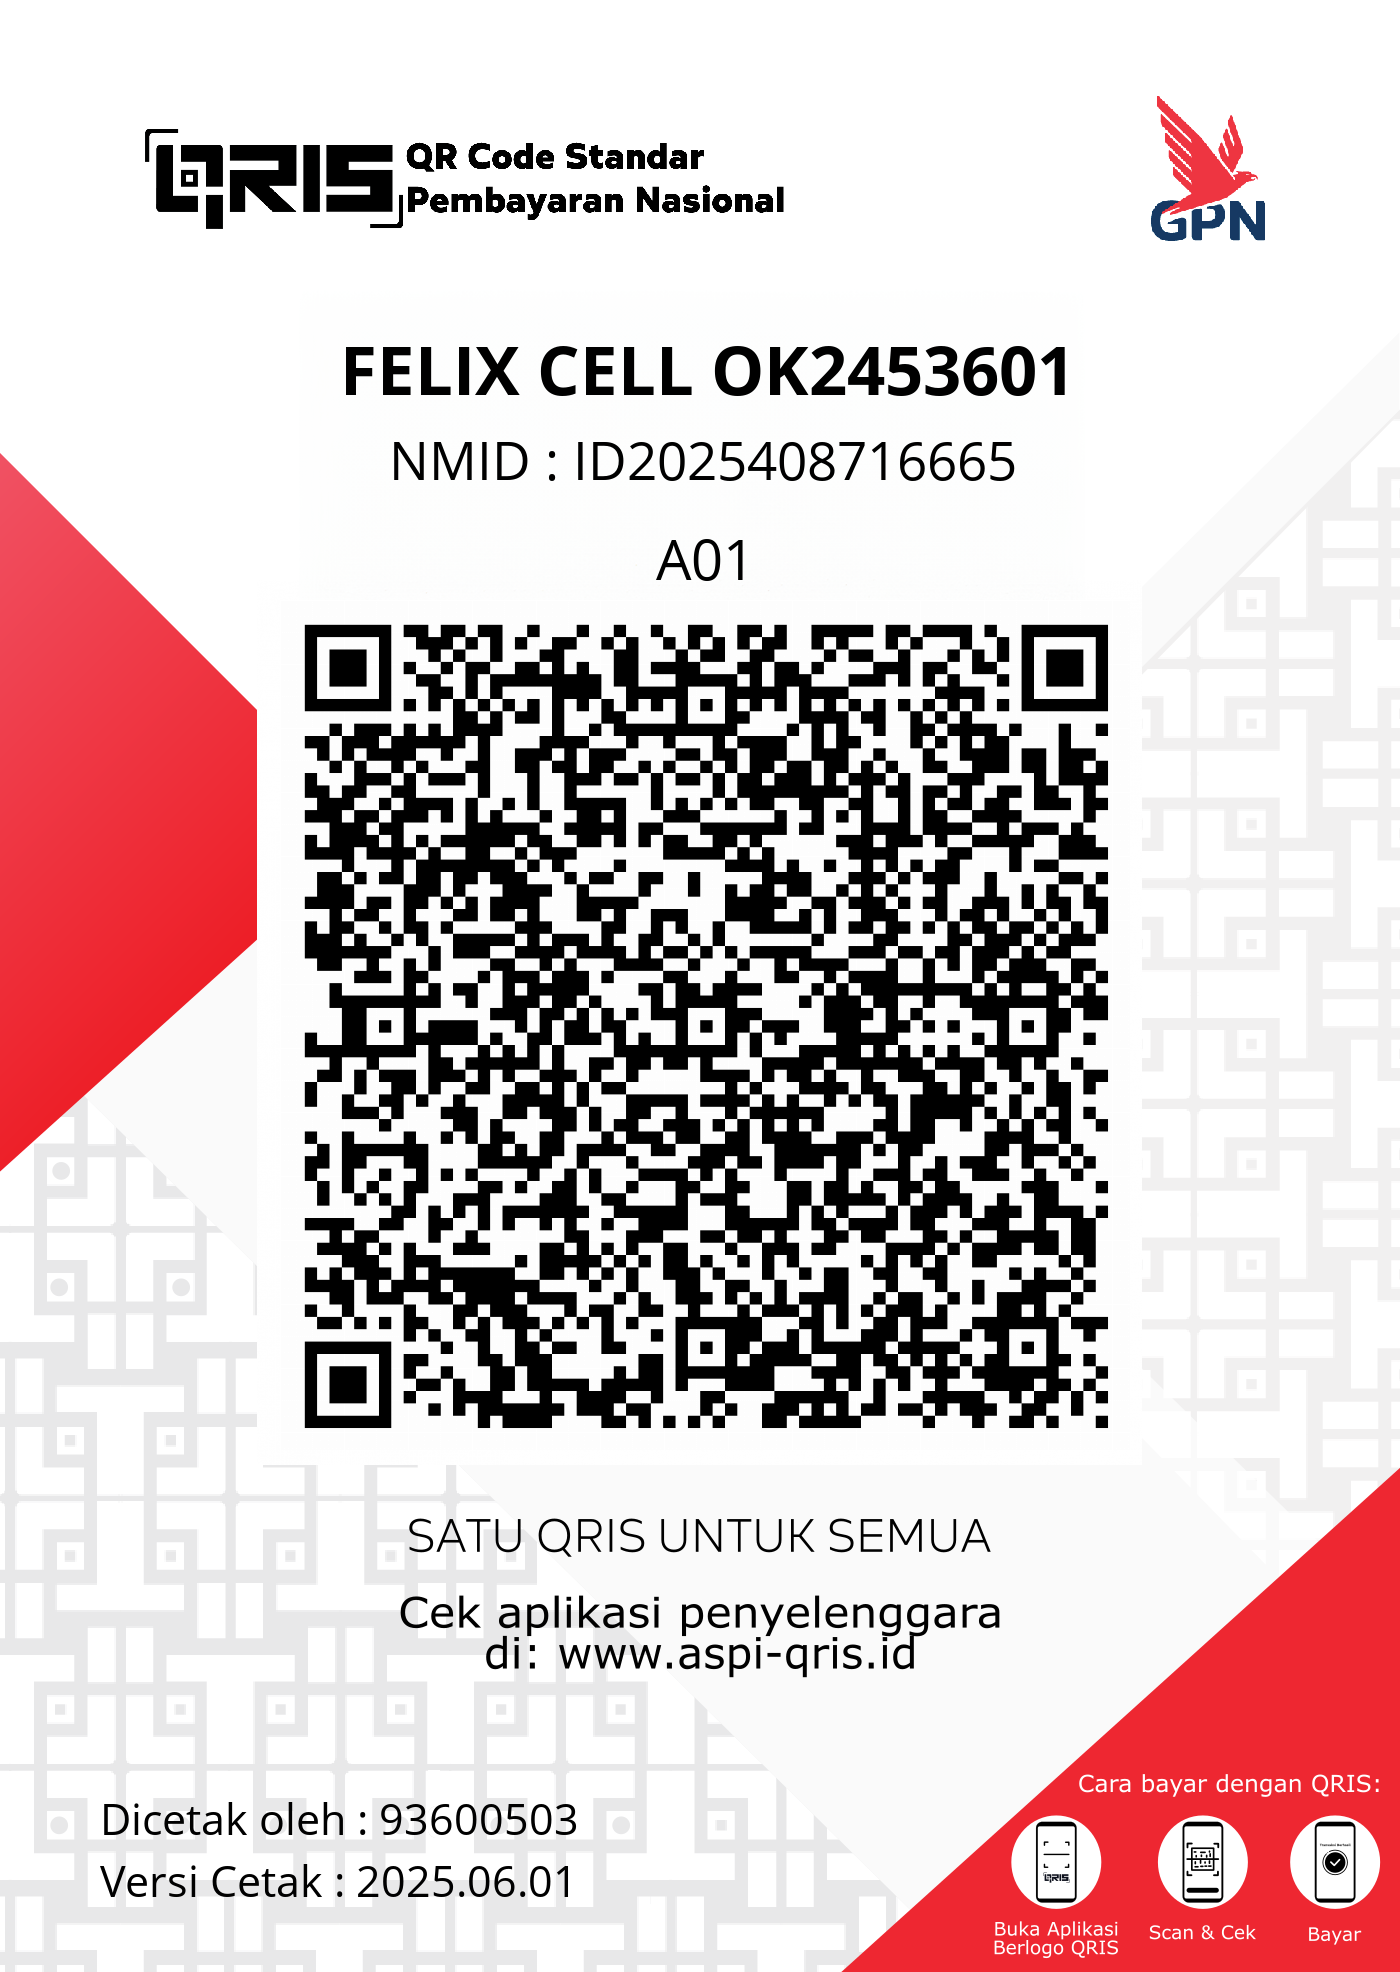 QRIS QR Code Standar
Pembayaran Nasional
GPN
FELIX CELL OK2453601
NMID : ID2025408716665
A01
SATU QRIS UNTUK SEMUA
Cek aplikasi penyelenggara
di: www.aspi-qris.id
Dicetak oleh : 93600503
Versi Cetak : 2025.06.01
Cara bayar dengan QRIS:
QRIS
Buka Aplikasi
Berlogo QRIS
Scan & Cek
Bayar